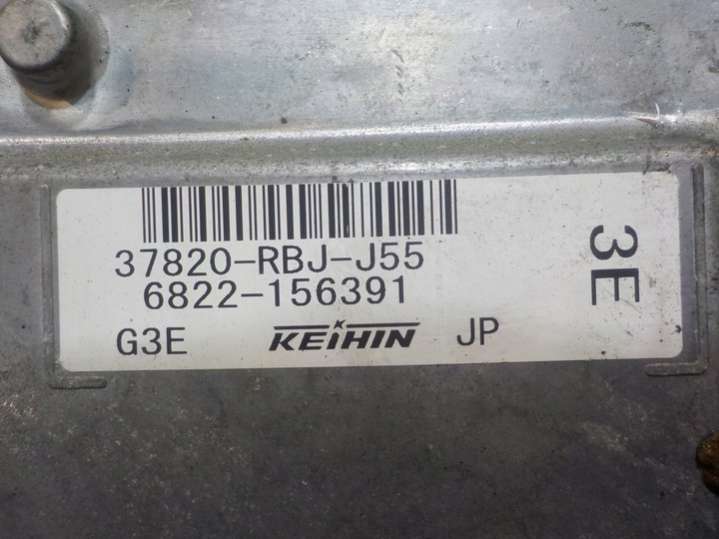 37820-RBJ-J55
6822-156391
G3E KEIHIN JP
3E